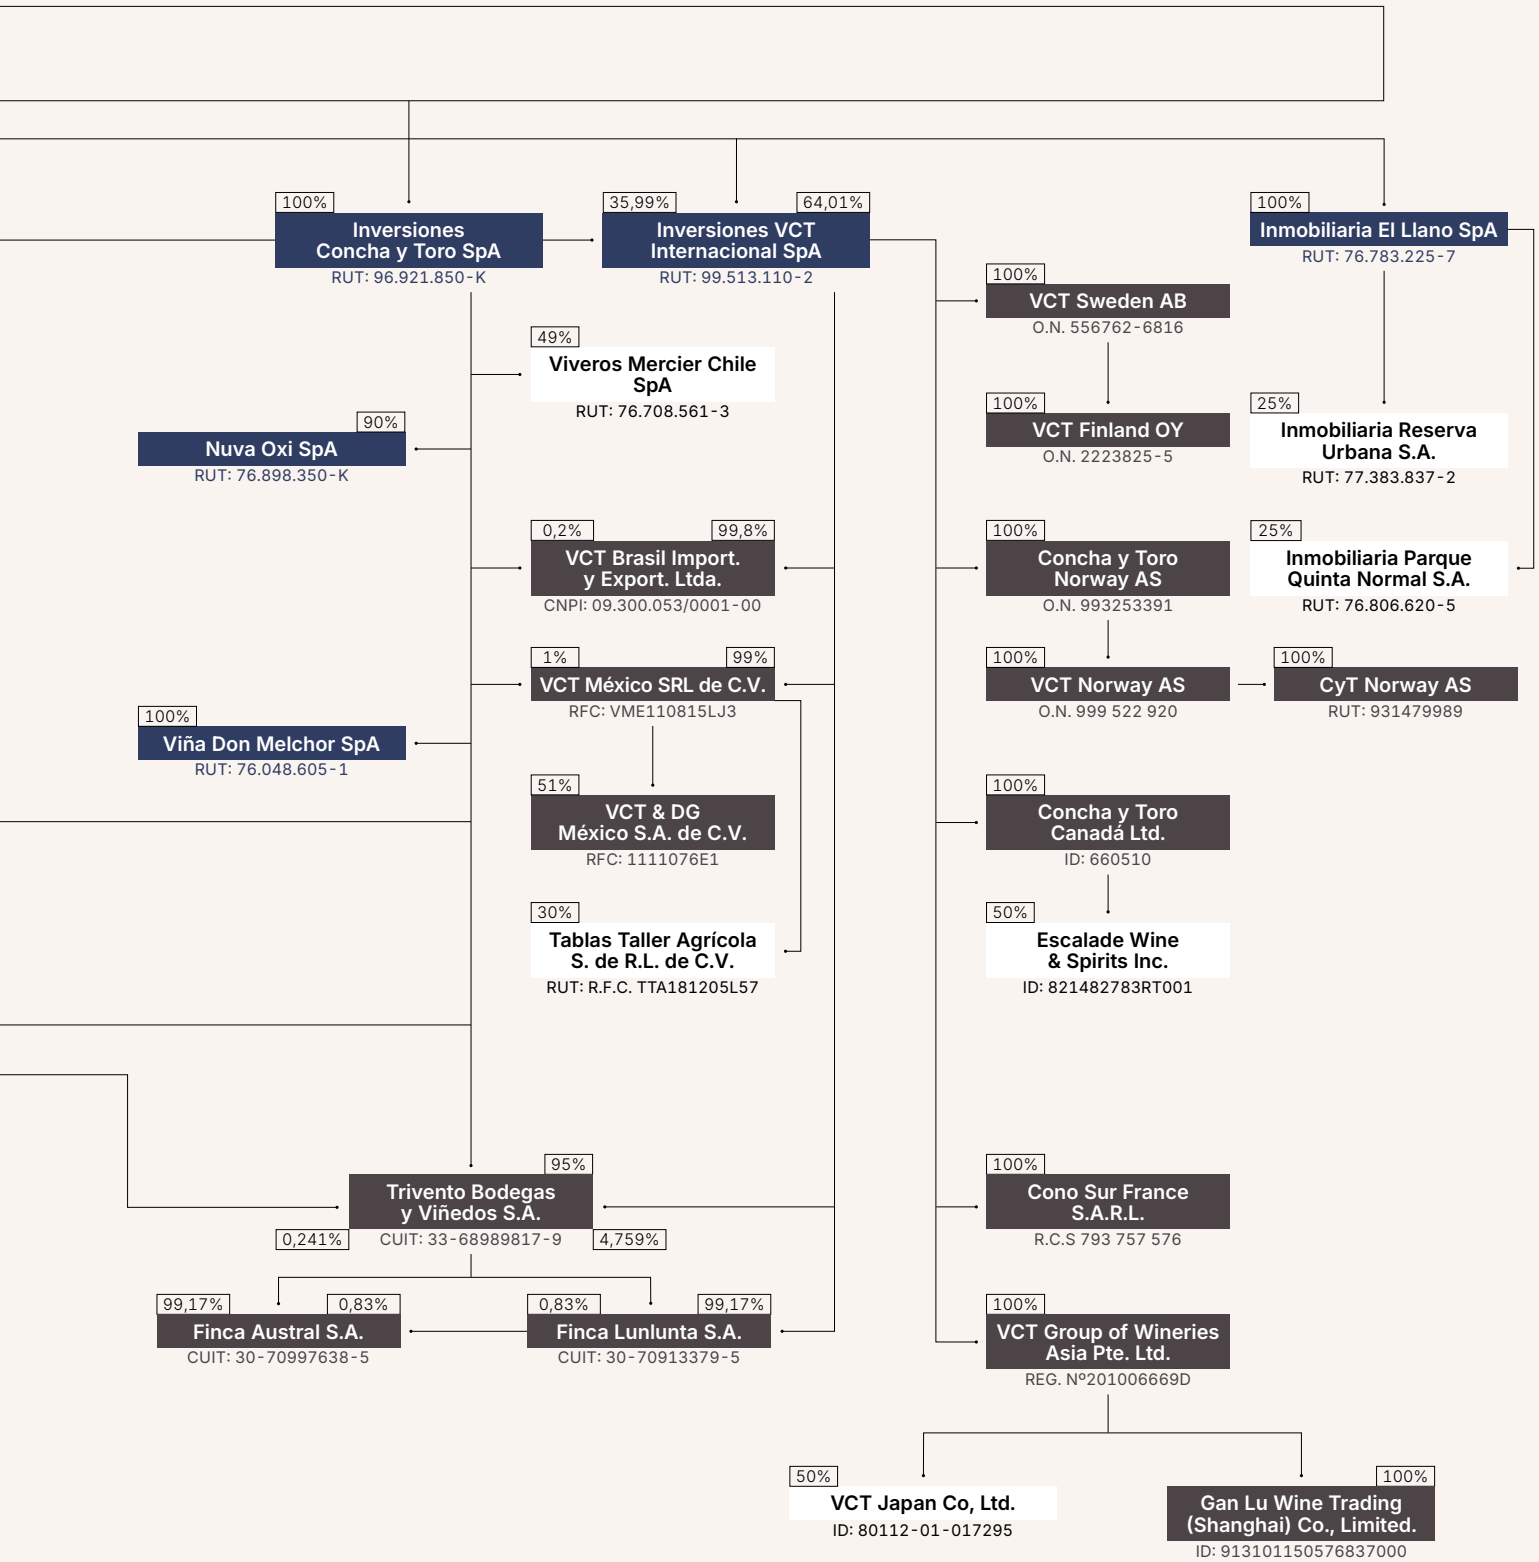 100%
Inversiones
Concha y Toro SpA
RUT: 96.921.850-K
35,99%
64,01%
Inversiones VCT
Internacional SpA
RUT: 99.513.110-2
100%
Inmobiliaria El Llano SpA
RUT: 76.783.225-7
100%
VCT Sweden AB
O.N. 556762-6816
49%
Viveros Mercier Chile
SpA
RUT: 76.708.561-3
90%
Nuva Oxi SpA
RUT: 76.898.350-K
100%
VCT Finland OY
O.N. 2223825-5
25%
Inmobiliaria Reserva
Urbana S.A.
RUT: 77.383.837-2
0,2%
99,8%
VCT Brasil Import.
y Export. Ltda.
CNPI: 09.300.053/0001-00
100%
Concha y Toro
Norway AS
O.N. 993253391
25%
Inmobiliaria Parque
Quinta Normal S.A.
RUT: 76.806.620-5
1%
99%
VCT México SRL de C.V.
RFC: VME110815LJ3
100%
VCT Norway AS
O.N. 999 522 920
100%
CyT Norway AS
RUT: 931479989
100%
Viña Don Melchor SpA
RUT: 76.048.605-1
51%
VCT & DG
México S.A. de C.V.
RFC: 1111076E1
100%
Concha y Toro
Canadá Ltd.
ID: 660510
30%
Tablas Taller Agrícola
S. de R.L. de C.V.
RUT: R.F.C. TTA181205L57
50%
Escalade Wine
& Spirits Inc.
ID: 821482783RT001
95%
Trivento Bodegas
y Viñedos S.A.
0,241%
CUIT: 33-68989817-9
4,759%
100%
Cono Sur France
S.A.R.L.
R.C.S 793 757 576
99,17%
0,83%
Finca Austral S.A.
CUIT: 30-70997638-5
0,83%
99,17%
Finca Lunlunta S.A.
CUIT: 30-70913379-5
100%
VCT Group of Wineries
Asia Pte. Ltd.
REG. Nº201006669D
50%
VCT Japan Co, Ltd.
ID: 80112-01-017295
100%
Gan Lu Wine Trading
(Shanghai) Co., Limited.
ID: 913101150576837000